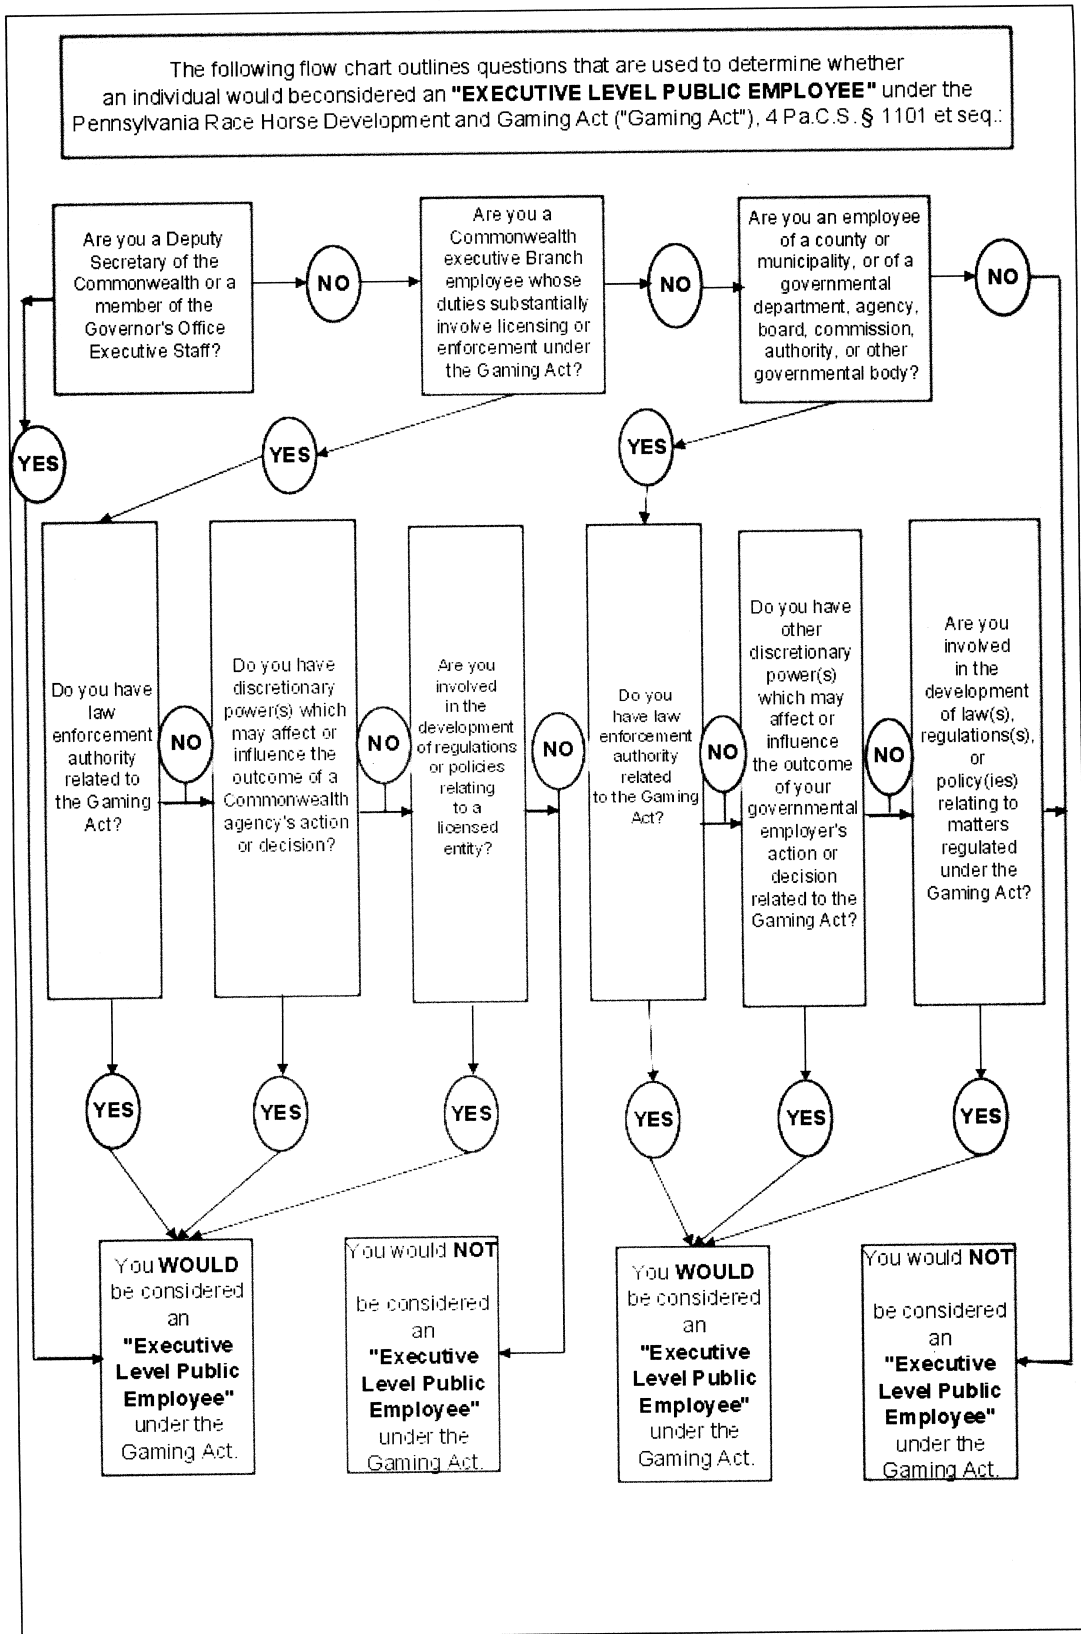 The following flow chart outlines questions that are used to determine whether
an individual would beconsidered an "EXECUTIVE LEVEL PUBLIC EMPLOYEE" under the
Pennsylvania Race Horse Development and Gaming Act ("Gaming Act"), 4 Pa.C.S. § 1101 et seq.:
Are you a Deputy
Secretary of the
Commonwealth or a
member of the
Governor's Office
Executive Staff?
NO
Are you a
Commonwealth
executive Branch
employee whose
duties substantially
involve licensing or
enforcement under
the Gaming Act?
NO
Are you an employee
of a county or
municipality, or of a
governmental
department, agency,
board, commission,
authority, or other
governmental body?
NO
YES
YES
YES
Do you have
law
enforcement
authority
related to
the Gaming
Act?
NO
Do you have
discretionary
power(s) which
may affect or
influence the
outcome of a
Commonwealth
agency's action
or decision?
NO
Are you
involved
in the
development
of regulations
or policies
relating
to a
licensed
entity?
NO
Do you
have law
enforcement
authority
related
to the Gaming
Act?
NO
Do you have
other
discretionary
power(s)
which may
affect or
influence
the outcome
of your
governmental
employer's
action or
decision
related to the
Gaming Act?
NO
Are you
involved
in the
development
of law(s),
regulations(s),
or
policy(ies)
relating to
matters
regulated
under the
Gaming Act?
YES
YES
YES
YES
YES
YES
You WOULD
be considered
an
"Executive
Level Public
Employee"
under the
Gaming Act.
You would NOT
be considered
an
"Executive
Level Public
Employee"
under the
Gaming Act.
You WOULD
be considered
an
"Executive
Level Public
Employee"
under the
Gaming Act.
You would NOT
be considered
an
"Executive
Level Public
Employee"
under the
Gaming Act.